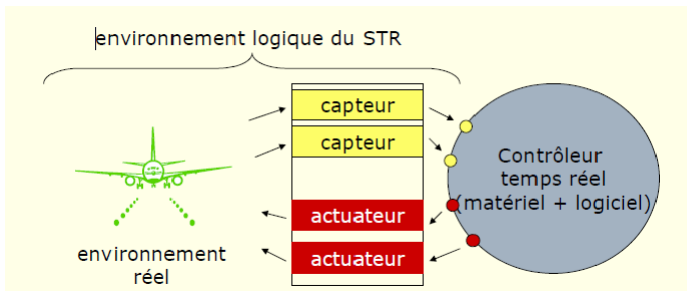 environnement logique du STR
capteur
capteur
actuateur
actuateur
environnement
réel
Contrôleur
temps réel
(matériel + logiciel)